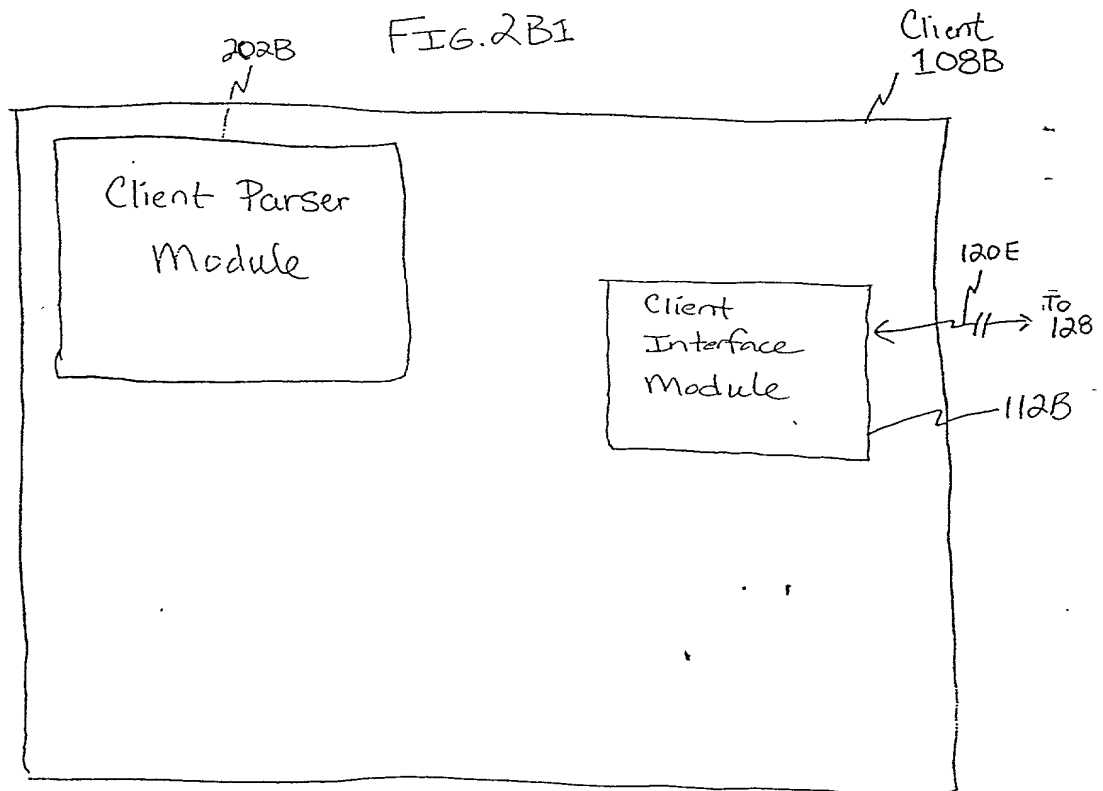 FIG.2B1
202B
Client
108B
Client Parser
Module
120E
To
128
Client
Interface
Module
112B